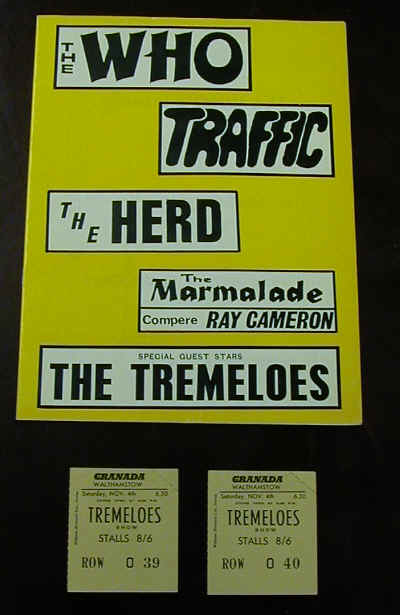 THE WHO
TRAFFIC
THE HERD
The Marmalade
Compere RAY CAMERON
SPECIAL GUEST STARS
THE TREMELOES
GRANADA
WALTHAMSTOW
Saturday, NOV. 4th 6.30
TREMELOES
SHOW
STALLS 8/6
ROW O 39
GRANADA
WALTHAMSTOW
Saturday, NOV. 4th 6.30
TREMELOES
SHOW
STALLS 8/6
ROW O 40